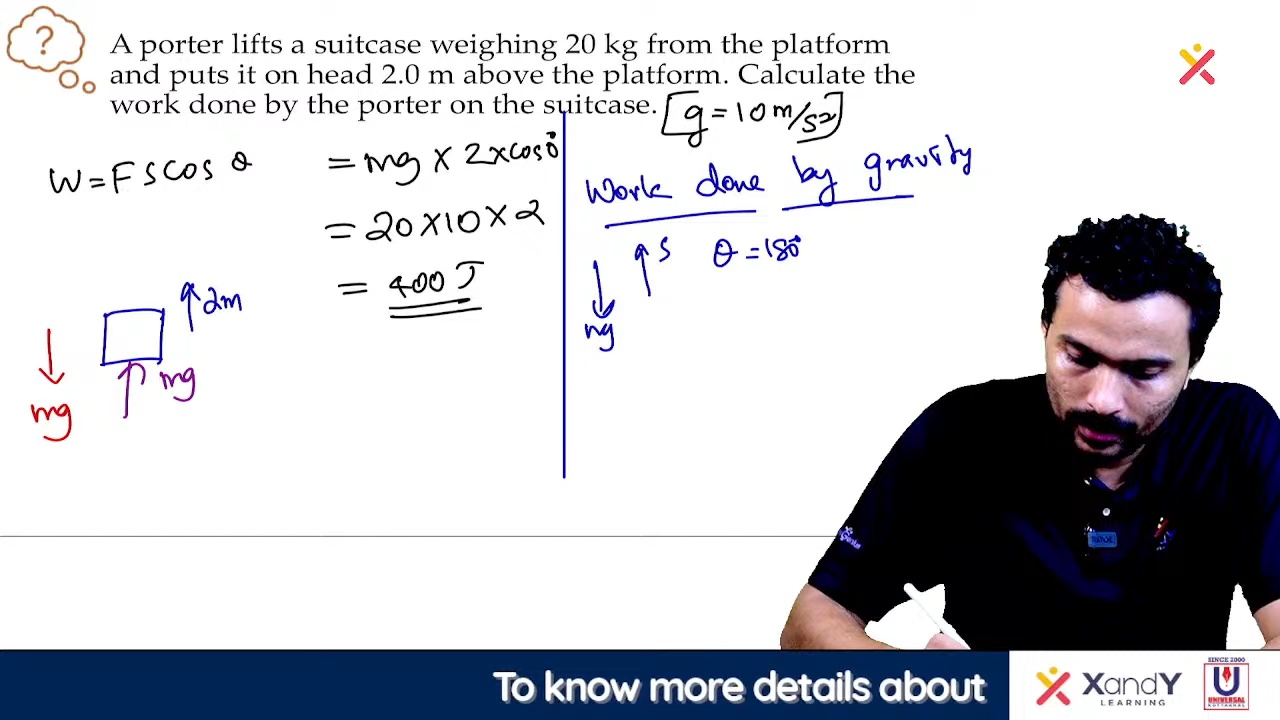 ?
A porter lifts a suitcase weighing 20 kg from the platform
and puts it on head 2.0 m above the platform. Calculate the
work done by the porter on the suitcase. [g = 10 m/s2]
W = F S cos θ
= mg × 2 × cos 0°
= 20 × 10 × 2
= 400 J
2m
mg
mg
Work done by gravity
S θ = 180°
mg
To know more details about
XandY
LEARNING
SINCE 2000
U
UNIVERSAL
KOTTAKKAL